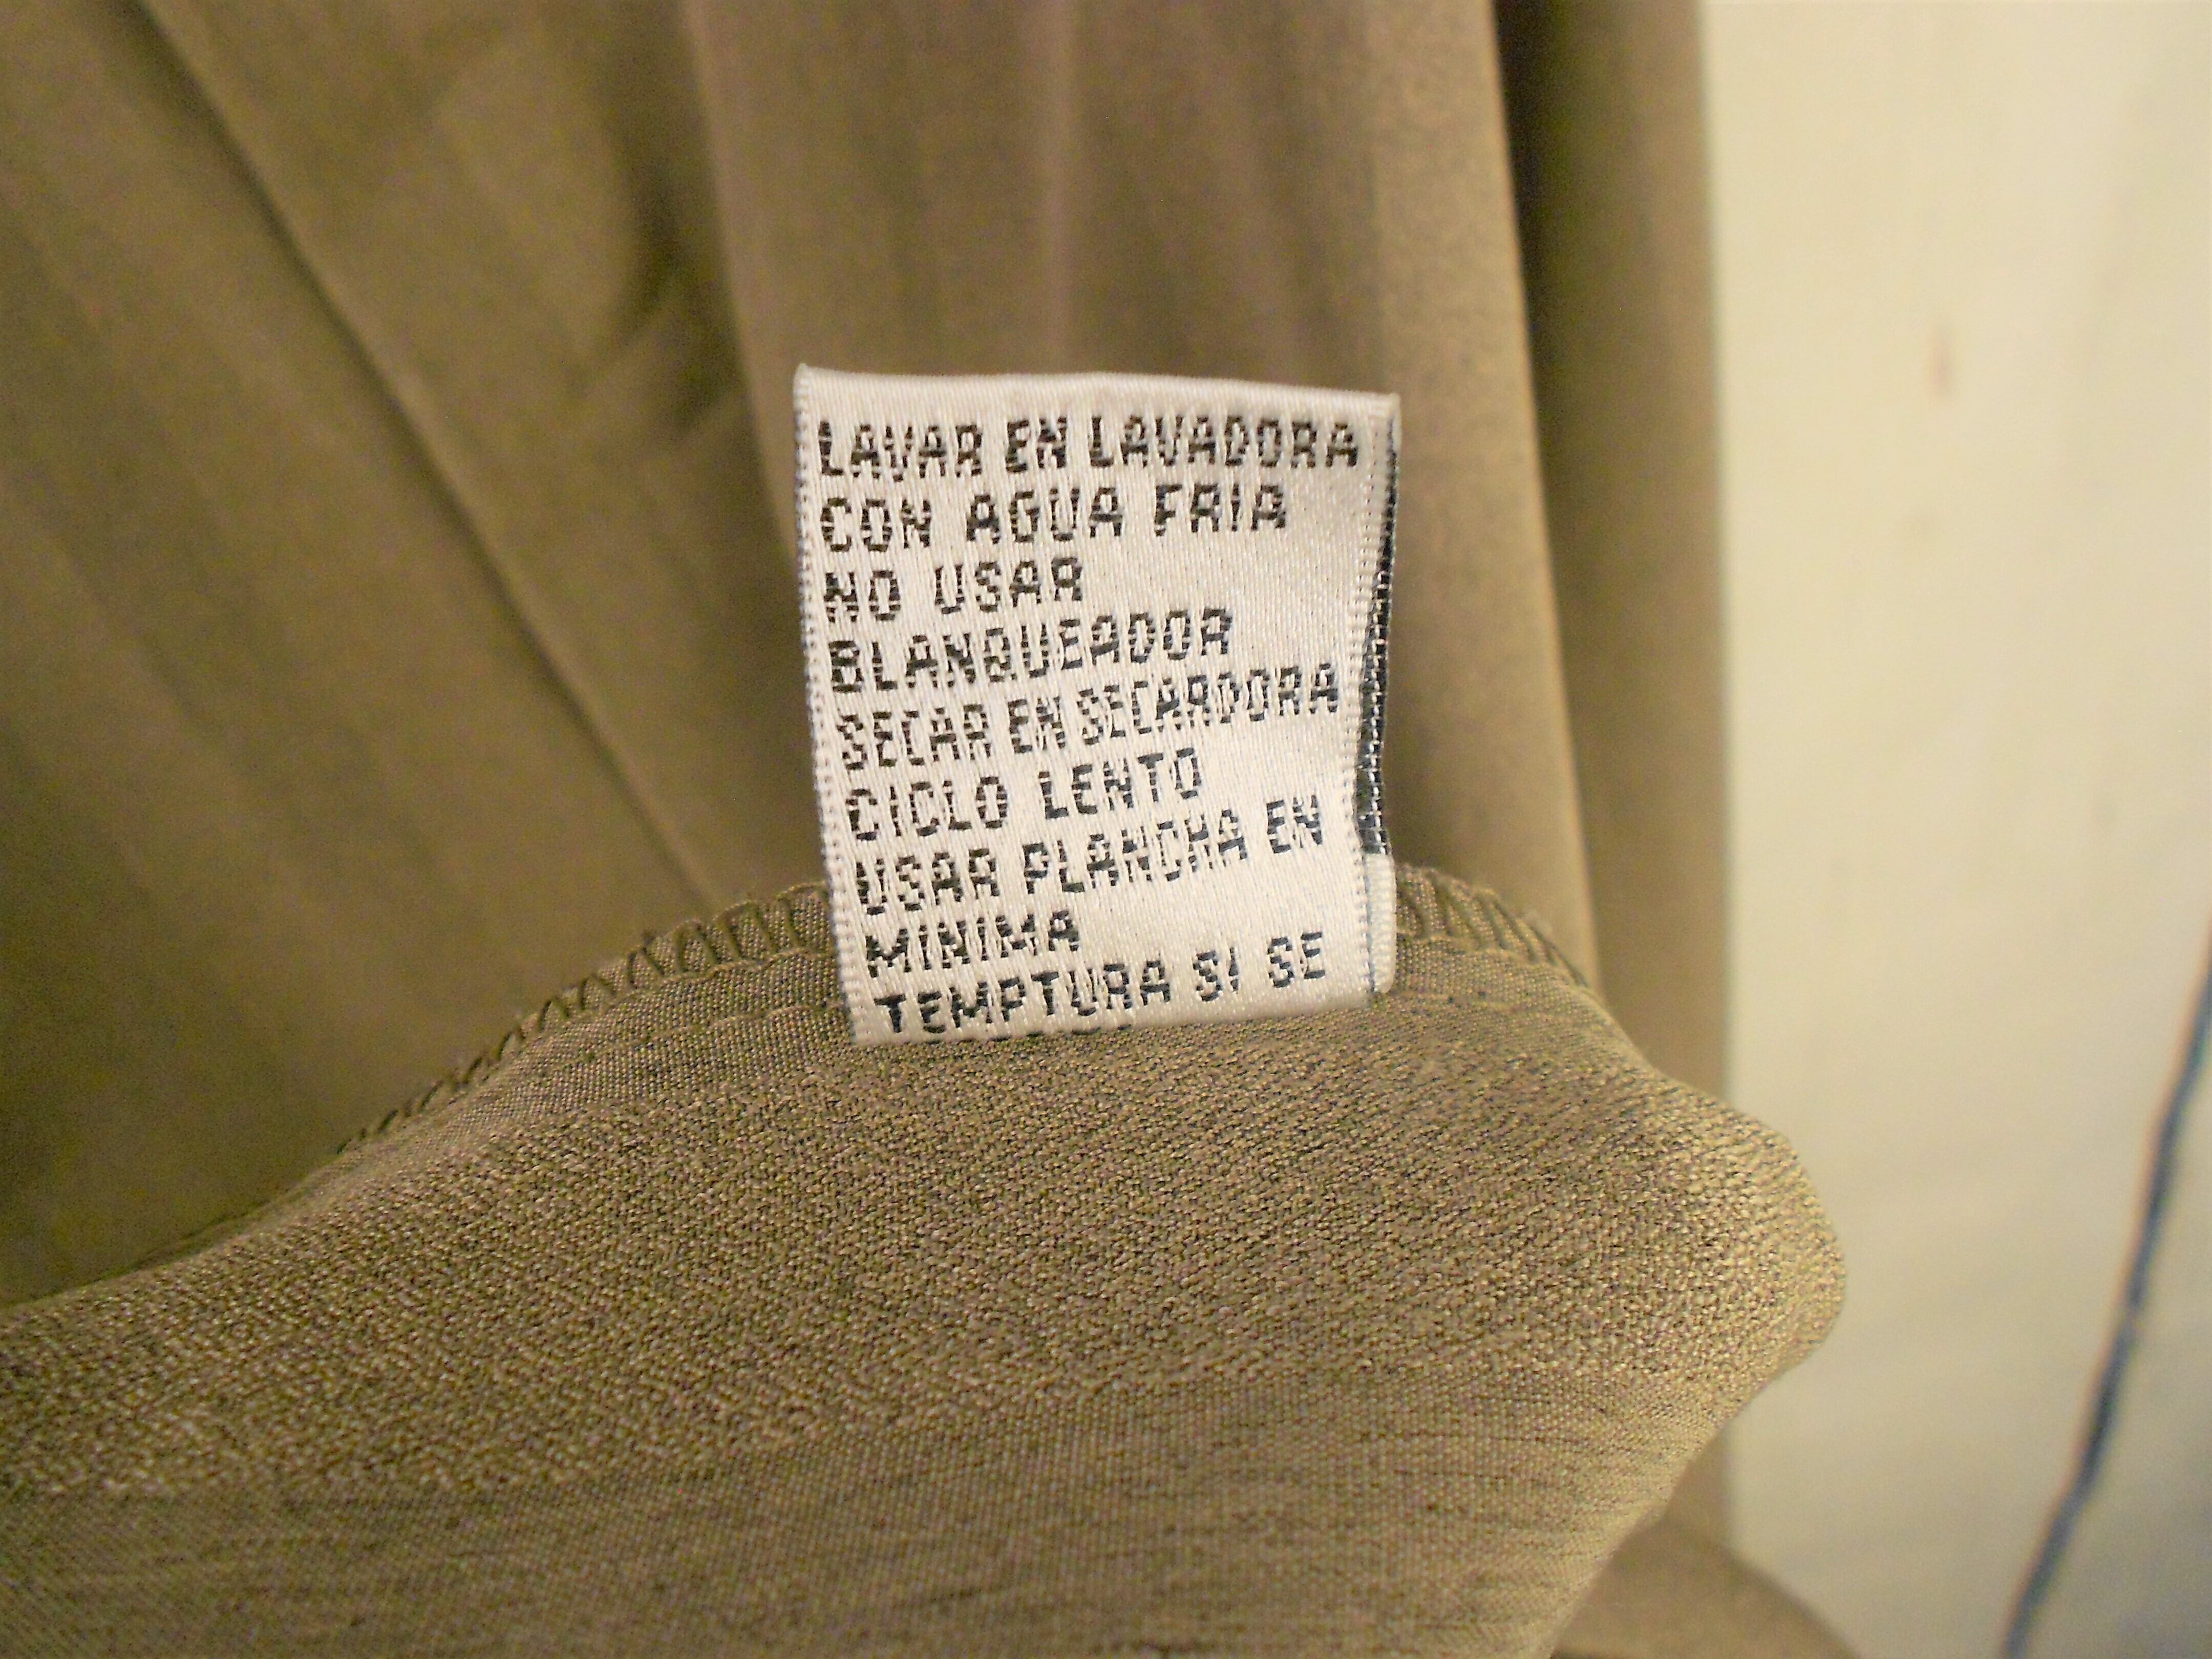 LAVAR EN LAVADORA
CON AGUA FRIA
NO USAR
BLANQUEADOR
SECAR EN SECARDORA
CICLO LENTO
USAR PLANCHA EN
MINIMA
TEMPTURA SI SE